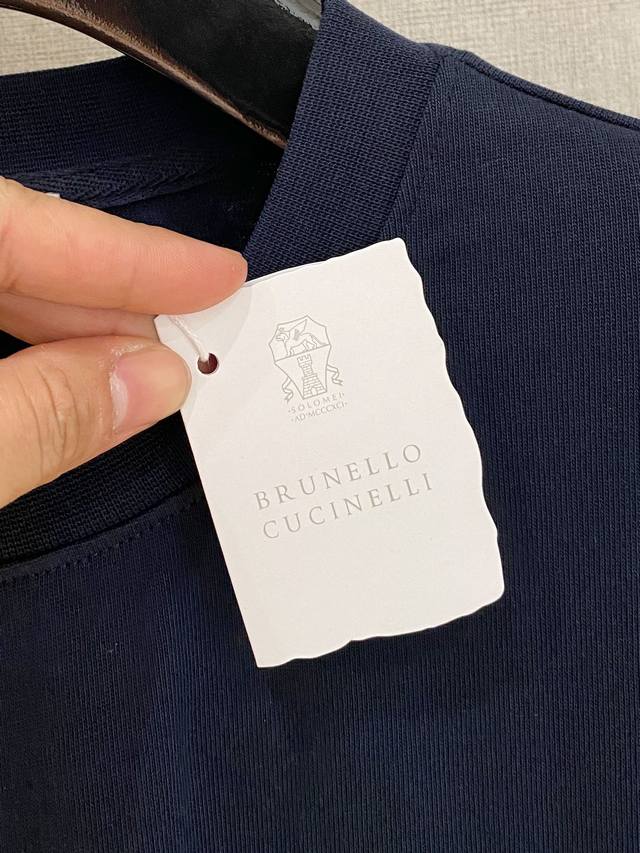 ·SOLOMEI·
·AD·MCCCXCI·
BRUNELLO
CUCINELLI